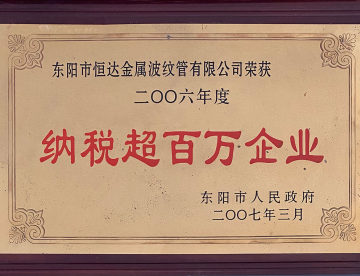 东阳市恒达金属波纹管有限公司荣获
二〇〇六年度
纳税超百万企业
东阳市人民政府
二〇〇七年三月